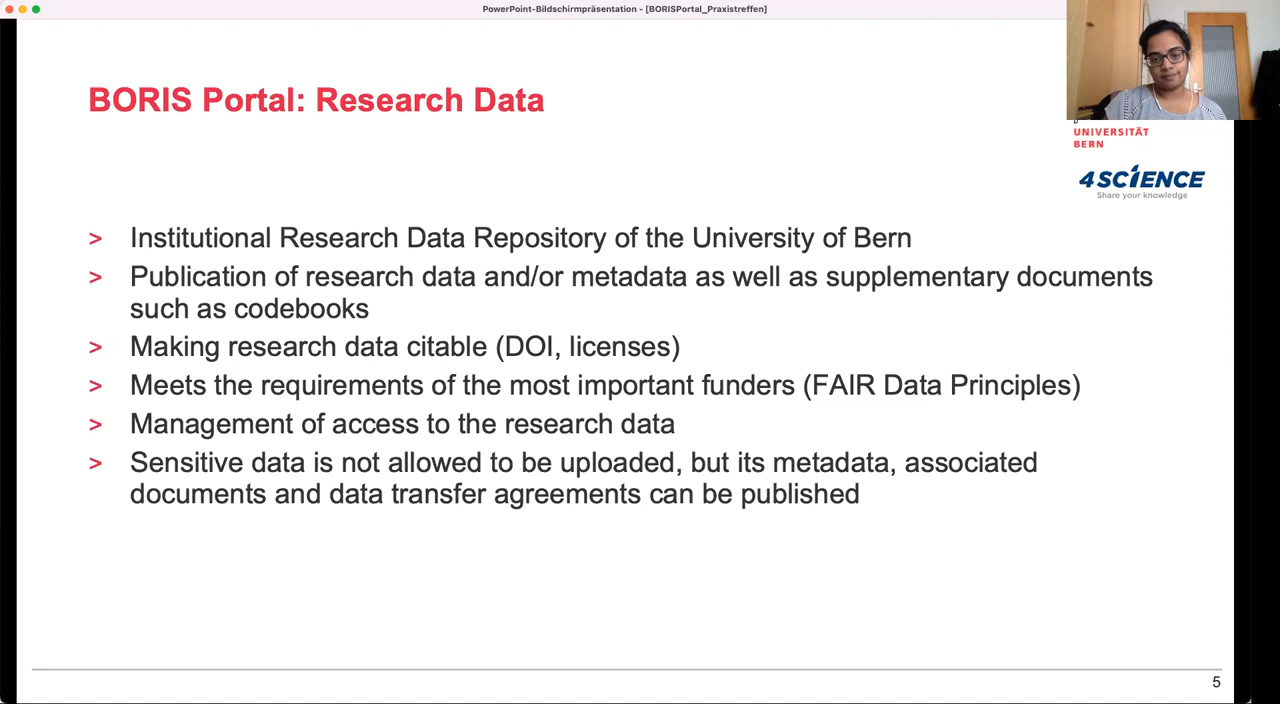 PowerPoint-Bildschirmpräsentation - [BORISPortal_Praxistreffen]
BORIS Portal: Research Data
UNIVERSITÄT
BERN
4SCIENCE
Share your knowledge
> Institutional Research Data Repository of the University of Bern
> Publication of research data and/or metadata as well as supplementary documents
such as codebooks
> Making research data citable (DOI, licenses)
> Meets the requirements of the most important funders (FAIR Data Principles)
> Management of access to the research data
> Sensitive data is not allowed to be uploaded, but its metadata, associated
documents and data transfer agreements can be published
5